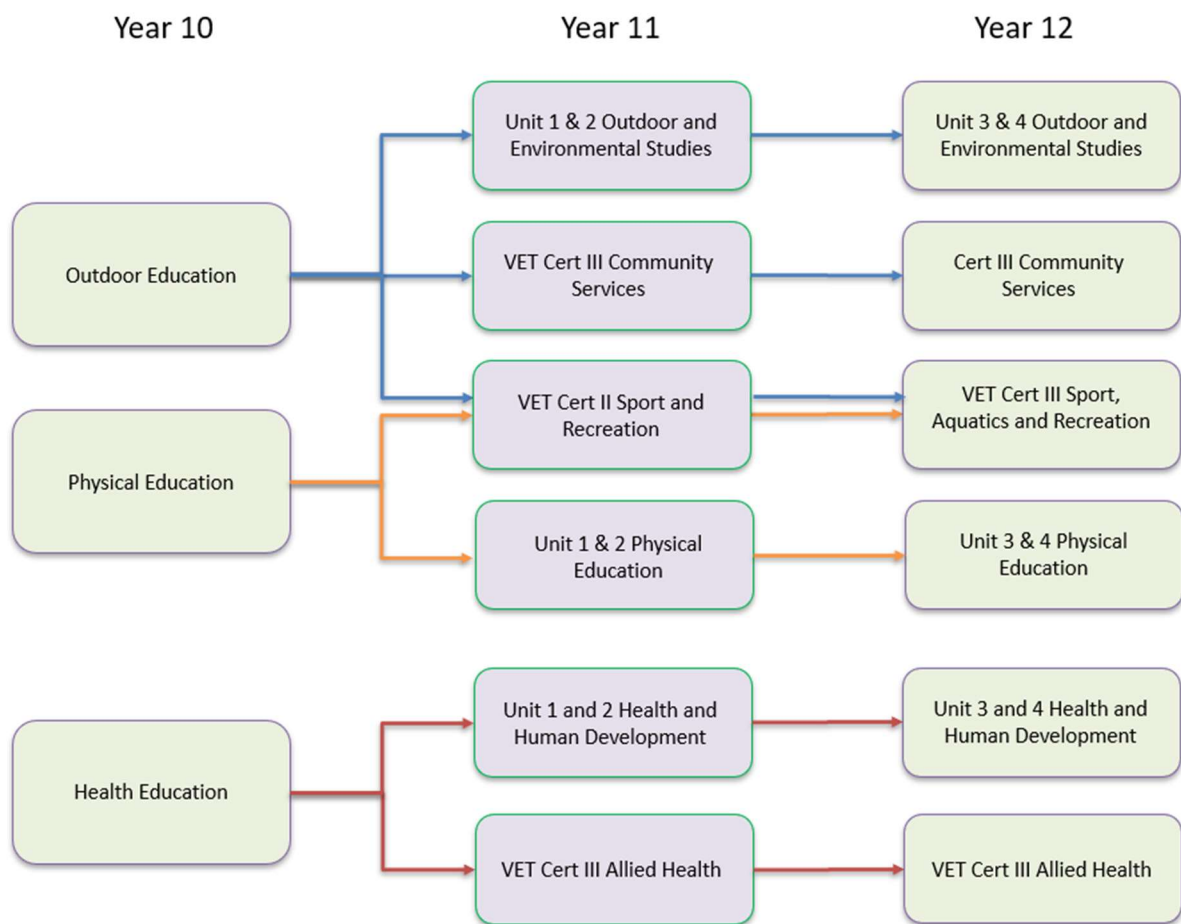 Year 10
Year 11
Year 12
Unit 1 & 2 Outdoor and
Environmental Studies
Unit 3 & 4 Outdoor and
Environmental Studies
Outdoor Education
VET Cert III Community
Services
Cert III Community
Services
VET Cert II Sport and
Recreation
VET Cert III Sport,
Aquatics and Recreation
Physical Education
Unit 1 & 2 Physical
Education
Unit 3 & 4 Physical
Education
Unit 1 and 2 Health and
Human Development
Unit 3 and 4 Health and
Human Development
Health Education
VET Cert III Allied Health
VET Cert III Allied Health